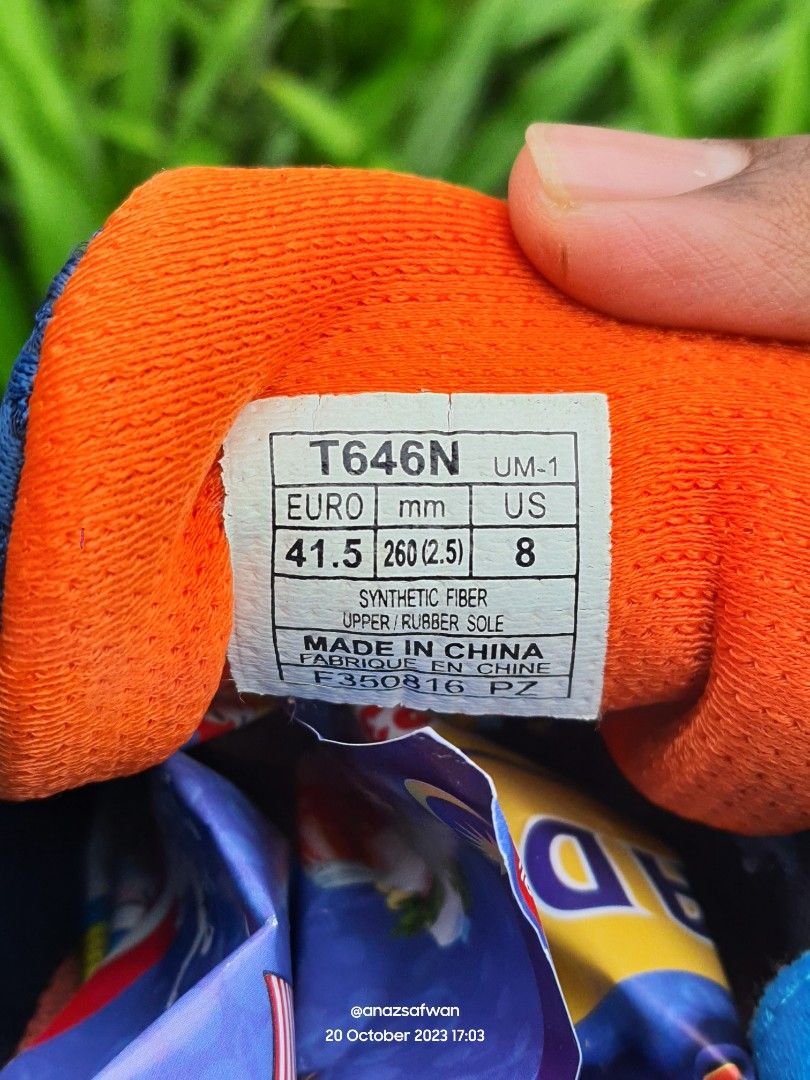 T646N UM-1
EURO mm US
41.5 260(2.5) 8
SYNTHETIC FIBER
UPPER / RUBBER SOLE
MADE IN CHINA
FABRIQUE EN CHINE
F350816 PZ
@anazsafwan
20 October 2023 17:03